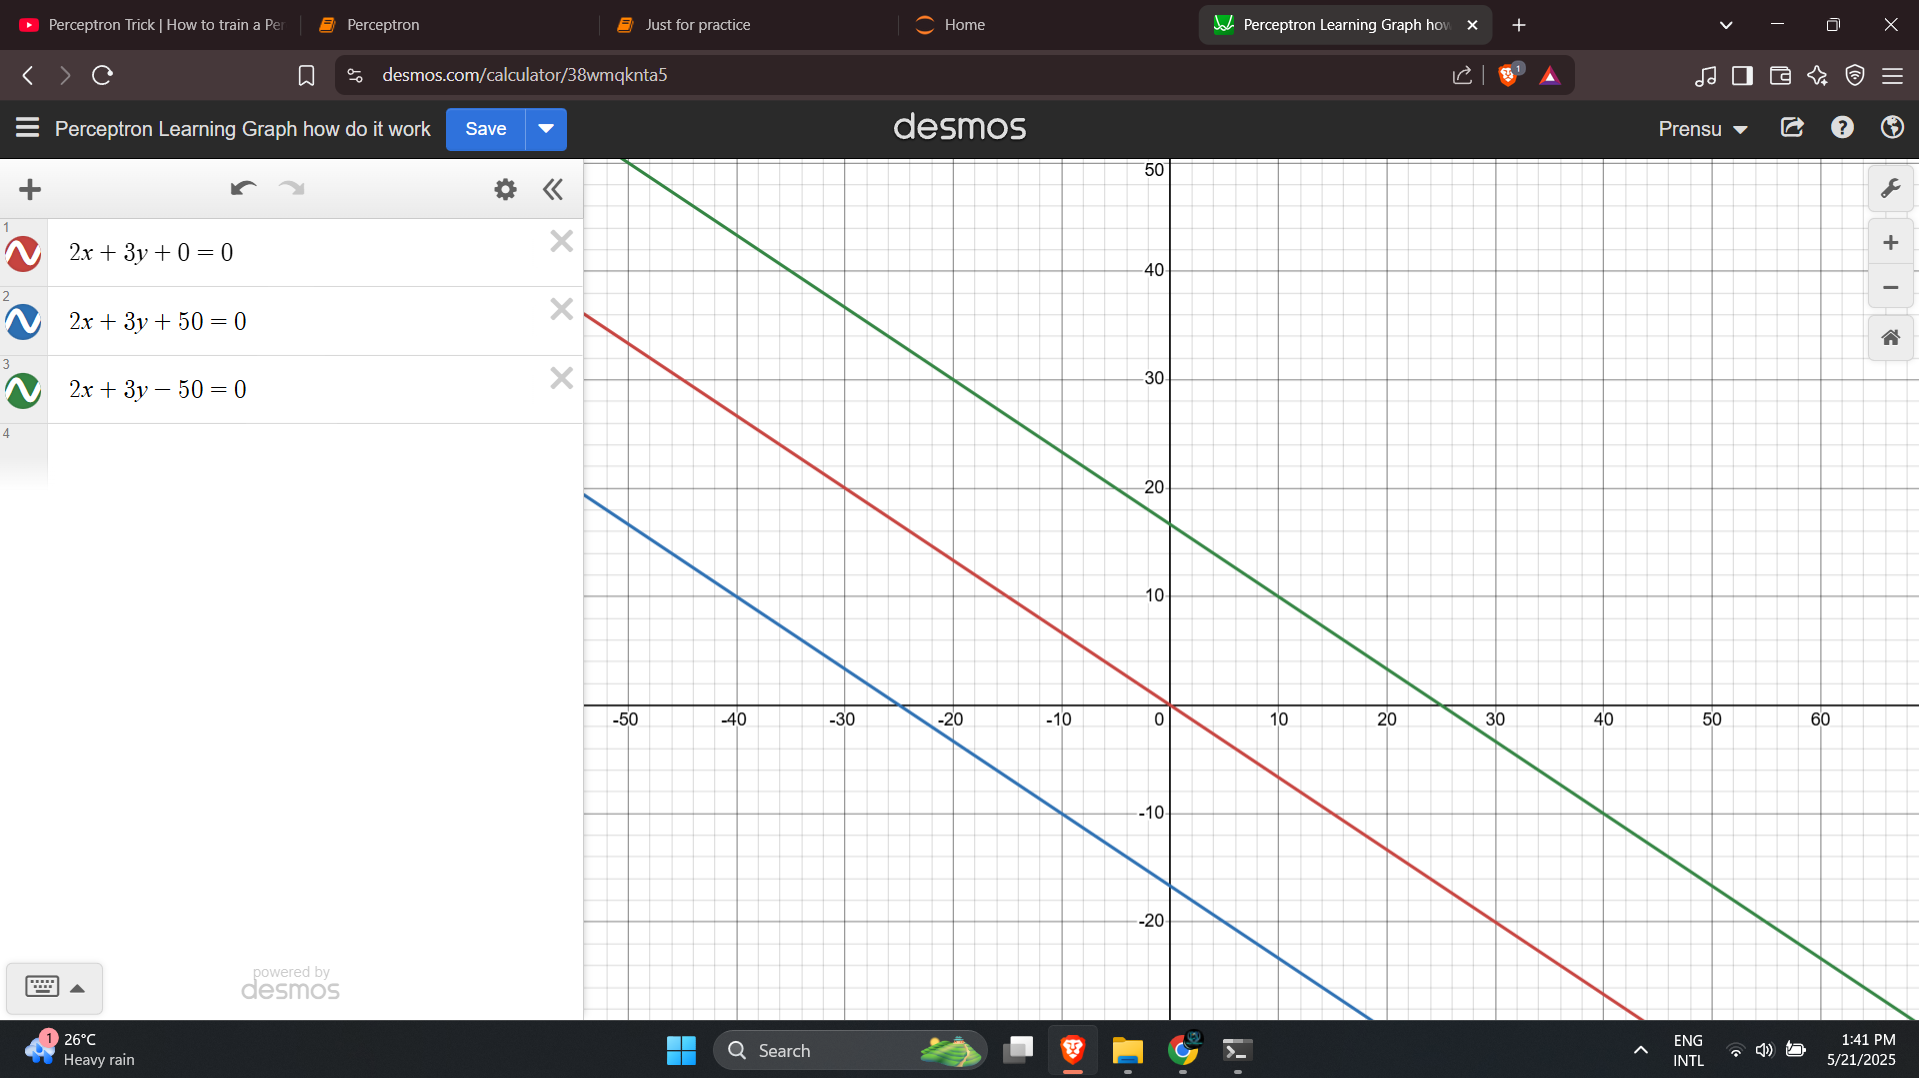 Perceptron Trick | How to train a Per
Perceptron
Just for practice
Home
Perceptron Learning Graph how
desmos.com/calculator/38wmqknta5
1
Perceptron Learning Graph how do it work
Save
desmos
Prensu
1
2x + 3y + 0 = 0
2
2x + 3y + 50 = 0
3
2x + 3y − 50 = 0
4
50
40
30
20
10
-50 -40 -30 -20 -10 0 10 20 30 40 50 60
-10
-20
powered by
desmos
1
26°C
Heavy rain
Search
ENG
INTL
1:41 PM
5/21/2025